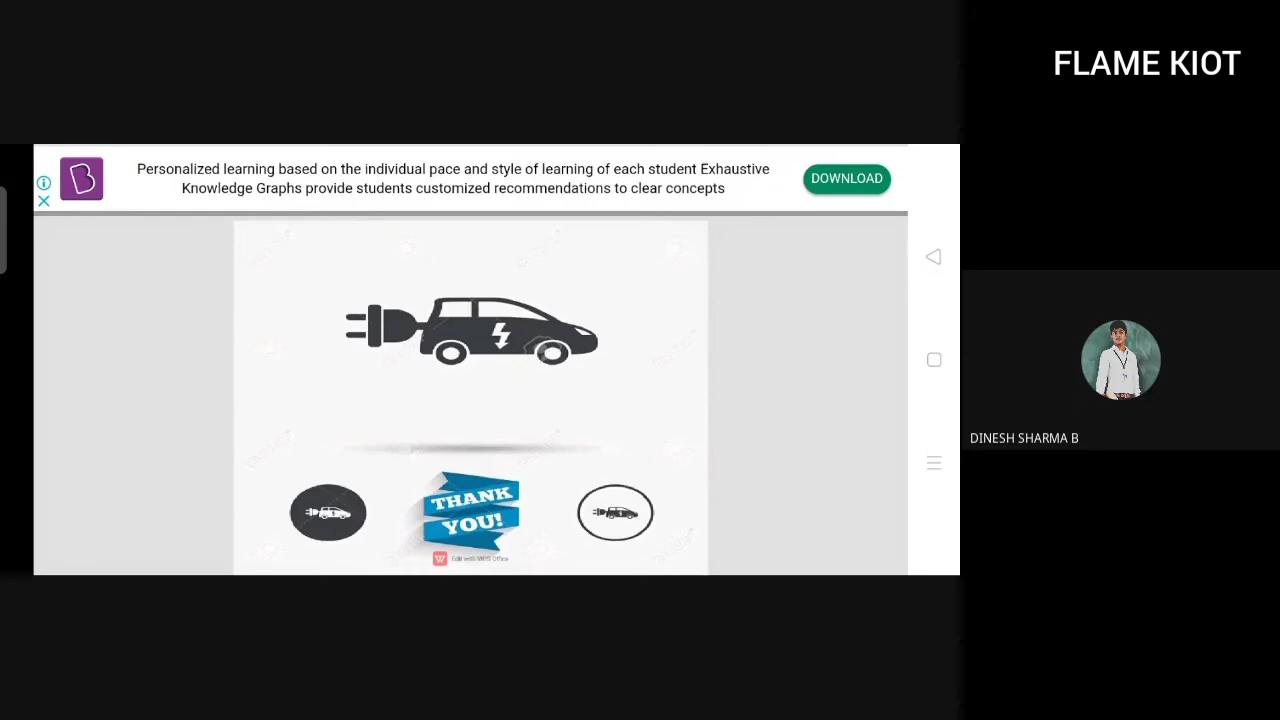 FLAME KIOT
Personalized learning based on the individual pace and style of learning of each student Exhaustive
Knowledge Graphs provide students customized recommendations to clear concepts
DOWNLOAD
THANK
YOU!
Edit with WPS Office
DINESH SHARMA B